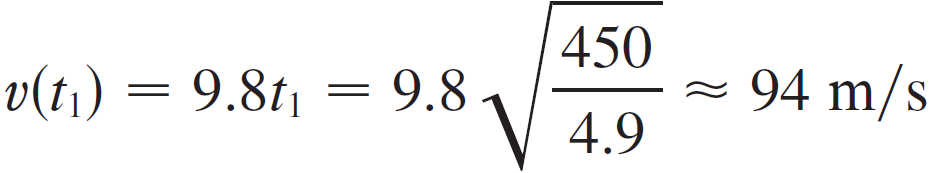 v(t₁) = 9.8t₁ = 9.8 √(450/4.9) ≈ 94 m/s